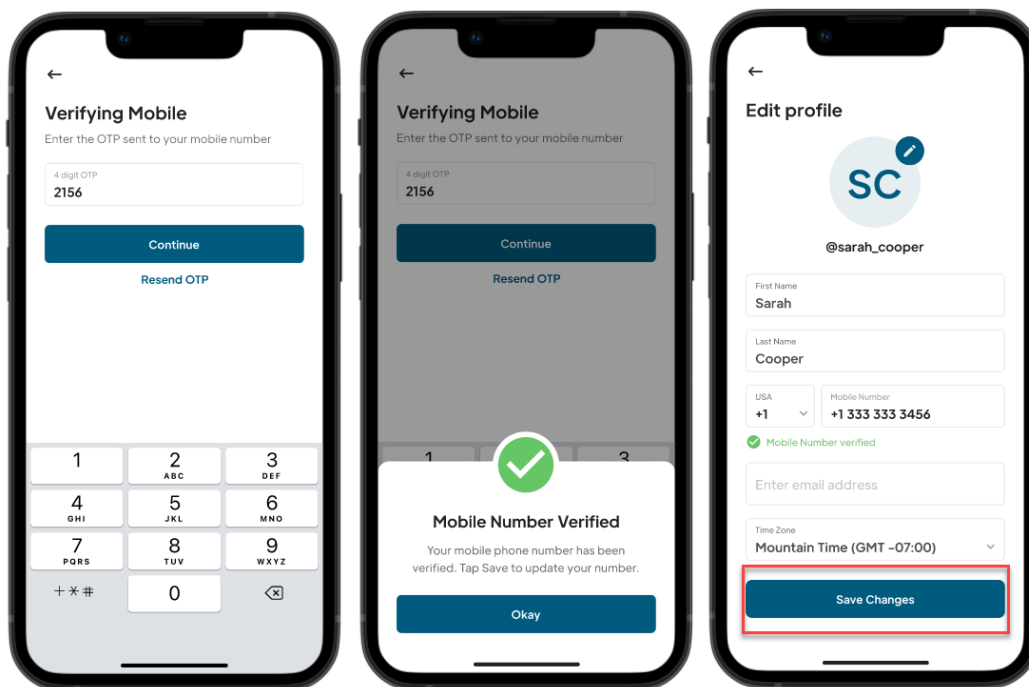 Verifying Mobile
Enter the OTP sent to your mobile number
4 digit OTP
2156
Continue
Resend OTP
1 2 3
ABC DEF
4 5 6
GHI JKL MNO
7 8 9
PQRS TUV WXYZ
+*# 0
Verifying Mobile
Enter the OTP sent to your mobile number
4 digit OTP
2156
Continue
Resend OTP
1 3
Mobile Number Verified
Your mobile phone number has been
verified. Tap Save to update your number.
Okay
Edit profile
SC
@sarah_cooper
First Name
Sarah
Last Name
Cooper
USA Mobile Number
+1 +1 333 333 3456
Mobile Number verified
Enter email address
Time Zone
Mountain Time (GMT -07:00)
Save Changes